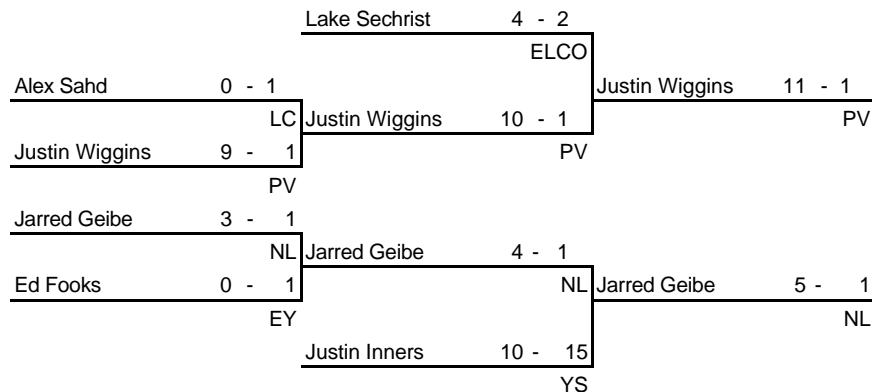 Lake Sechrist 4 - 2
ELCO
Alex Sahd 0 - 1
Justin Wiggins 11 - 1
LC Justin Wiggins 10 - 1
PV
Justin Wiggins 9 - 1
PV
PV
Jarred Geibe 3 - 1
NL Jarred Geibe 4 - 1
Ed Fooks 0 - 1
NL Jarred Geibe 5 - 1
EY
NL
Justin Inners 10 - 15
YS